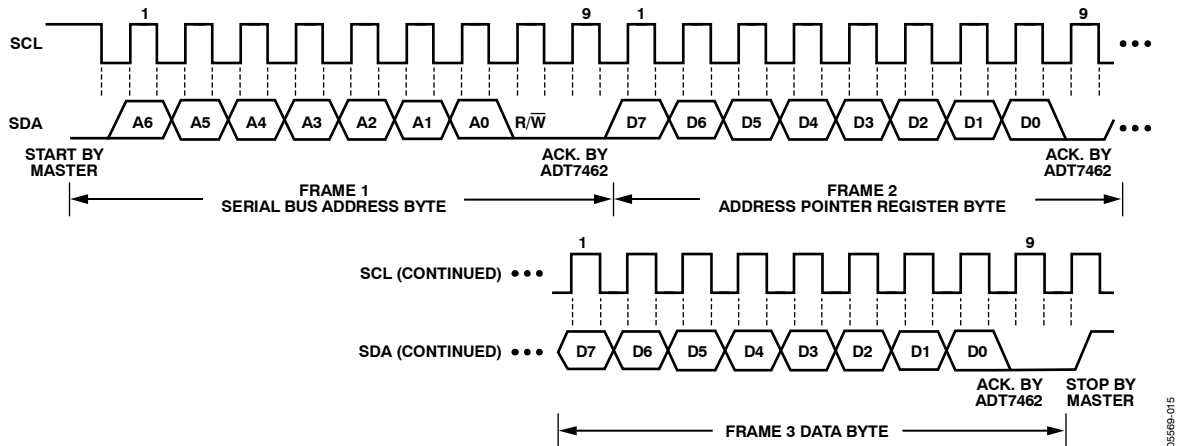 1 9 1 9
SCL
SDA A6 A5 A4 A3 A2 A1 A0 R/W̅ D7 D6 D5 D4 D3 D2 D1 D0
START BY
MASTER
ACK. BY
ADT7462
ACK. BY
ADT7462
FRAME 1
SERIAL BUS ADDRESS BYTE
FRAME 2
ADDRESS POINTER REGISTER BYTE
1 9
SCL (CONTINUED)
SDA (CONTINUED) D7 D6 D5 D4 D3 D2 D1 D0
ACK. BY
ADT7462
STOP BY
MASTER
FRAME 3 DATA BYTE
05569-015